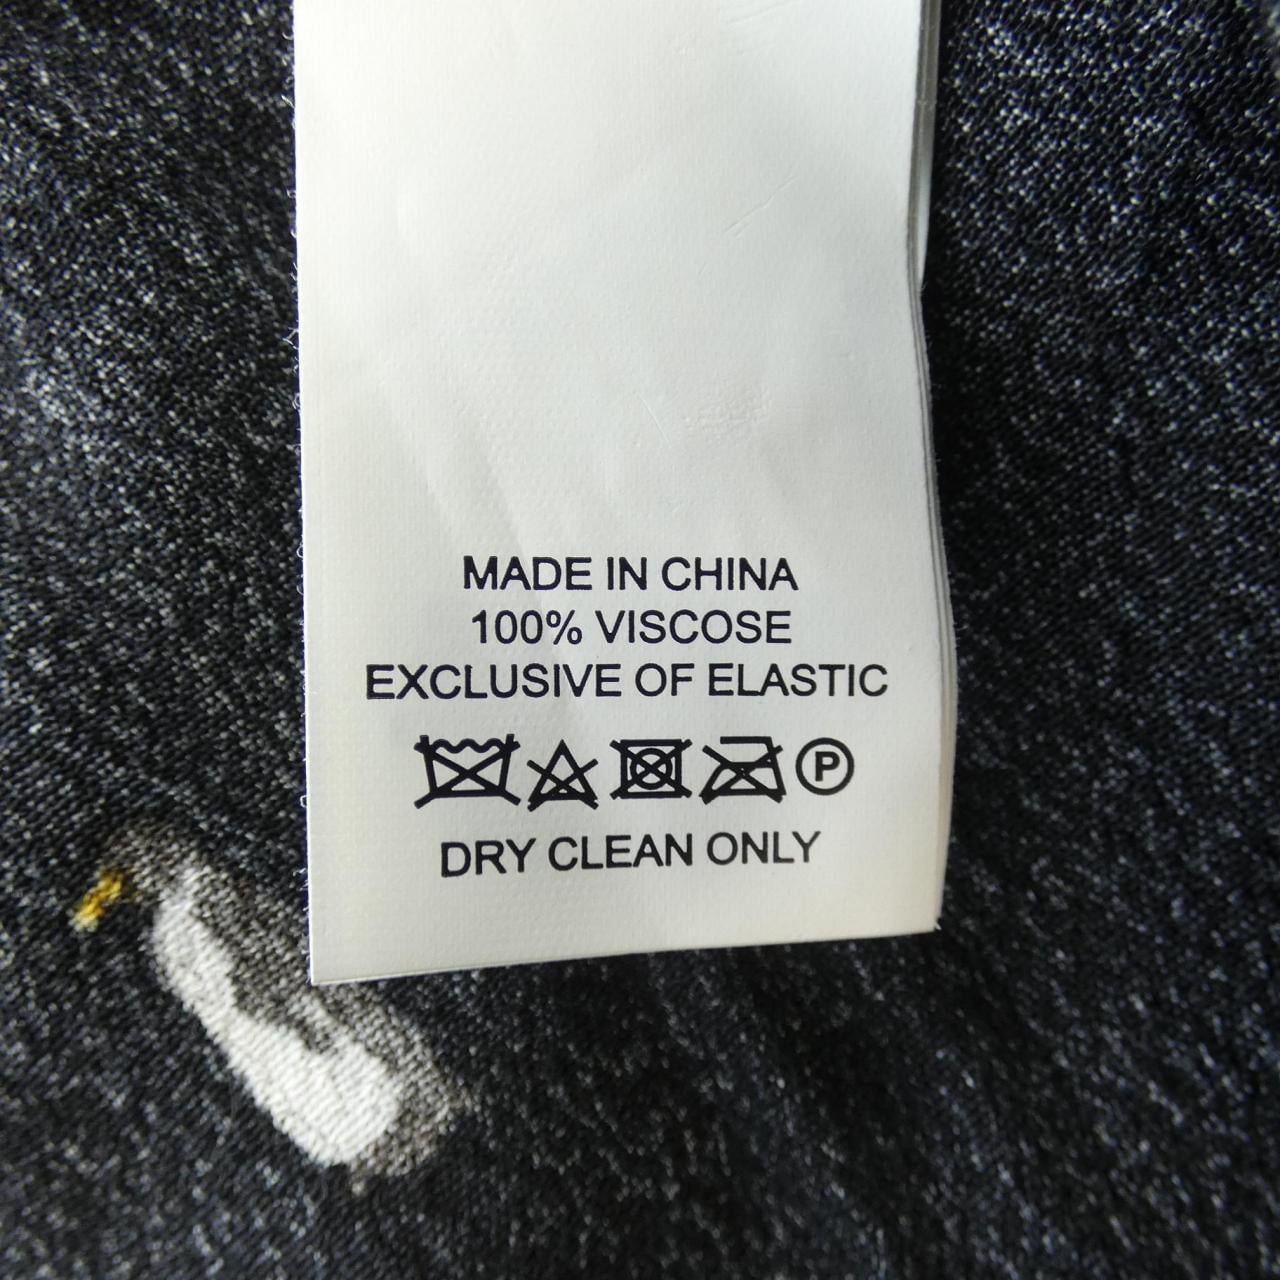 MADE IN CHINA
100% VISCOSE
EXCLUSIVE OF ELASTIC
P
DRY CLEAN ONLY